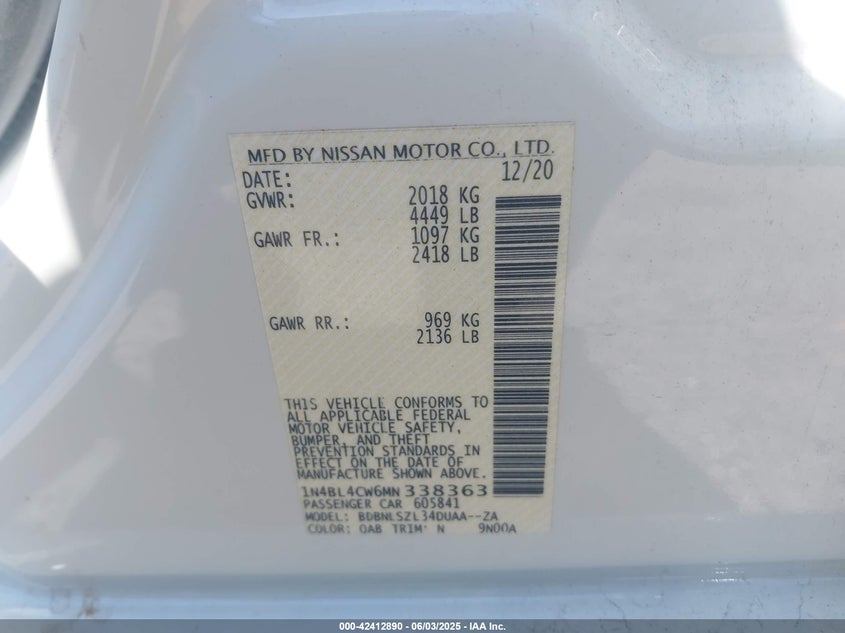 MFD BY NISSAN MOTOR CO., LTD.
DATE: 12/20
GVWR: 2018 KG
4449 LB
GAWR FR.: 1097 KG
2418 LB
GAWR RR.: 969 KG
2136 LB
THIS VEHICLE CONFORMS TO
ALL APPLICABLE FEDERAL
MOTOR VEHICLE SAFETY,
BUMPER, AND THEFT
PREVENTION STANDARDS IN
EFFECT ON THE DATE OF
MANUFACTURE SHOWN ABOVE.
1N4BL4CW6MN338363
PASSENGER CAR 605841
MODEL: BDBNLSZL34DUAA--ZA
COLOR: QAB TRIM: N 9N00A
000-42412890 - 06/03/2025 - IAA Inc.